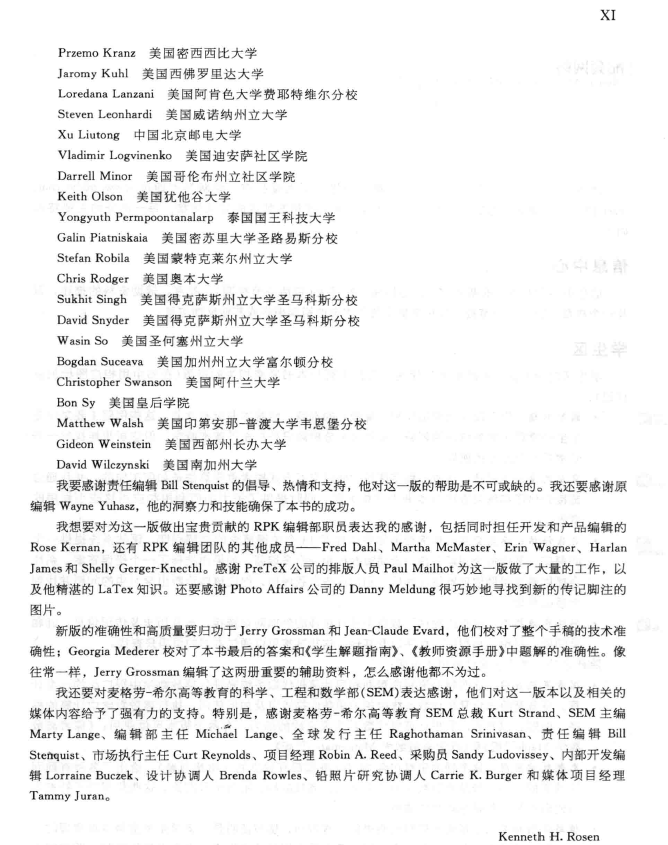 XI
Przemo Kranz 美国密西西比大学
Jaromy Kuhl 美国西佛罗里达大学
Loredana Lanzani 美国阿肯色大学费耶特维尔分校
Steven Leonhardi 美国威诺纳州立大学
Xu Liutong 中国北京邮电大学
Vladimir Logvinenko 美国迪安萨社区学院
Darrell Minor 美国哥伦布州立社区学院
Keith Olson 美国犹他谷大学
Yongyuth Permpoontanalarp 泰国国王科技大学
Galin Piatniskaia 美国密苏里大学圣路易斯分校
Stefan Robila 美国蒙特克莱尔州立大学
Chris Rodger 美国奥本大学
Sukhit Singh 美国得克萨斯州立大学圣马科斯分校
David Snyder 美国得克萨斯州立大学圣马科斯分校
Wasin So 美国圣何塞州立大学
Bogdan Suceava 美国加州州立大学富尔顿分校
Christopher Swanson 美国阿什兰大学
Bon Sy 美国皇后学院
Matthew Walsh 美国印第安那-普渡大学韦恩堡分校
Gideon Weinstein 美国西部州长办大学
David Wilczynski 美国南加州大学
我要感谢责任编辑 Bill Stenquist 的倡导、热情和支持，他对这一版的帮助是不可或缺的。我还要感谢原
编辑 Wayne Yuhasz，他的洞察力和技能确保了本书的成功。
我想要对为这一版做出宝贵贡献的 RPK 编辑部职员表达我的感谢，包括同时担任开发和产品编辑的
Rose Kernan，还有 RPK 编辑团队的其他成员——Fred Dahl、Martha McMaster、Erin Wagner、Harlan
James 和 Shelly Gerger-Knecthl。感谢 PreTeX 公司的排版人员 Paul Mailhot 为这一版做了大量的工作，以
及他精湛的 LaTex 知识。还要感谢 Photo Affairs 公司的 Danny Meldung 很巧妙地寻找到新的传记脚注的
图片。
新版的准确性和高质量要归功于 Jerry Grossman 和 Jean-Claude Evard，他们校对了整个手稿的技术准
确性；Georgia Mederer 校对了本书最后的答案和《学生解题指南》、《教师资源手册》中题解的准确性。像
往常一样，Jerry Grossman 编辑了这两册重要的辅助资料，怎么感谢他都不为过。
我还要对麦格劳-希尔高等教育的科学、工程和数学部(SEM)表达感谢，他们对这一版本以及相关的
媒体内容给予了强有力的支持。特别是，感谢麦格劳-希尔高等教育 SEM 总裁 Kurt Strand、SEM 主编
Marty Lange、编辑部主任 Michael Lange、全球发行主任 Raghothaman Srinivasan、责任编辑 Bill
Stenquist、市场执行主任 Curt Reynolds、项目经理 Robin A. Reed、采购员 Sandy Ludovissey、内部开发编
辑 Lorraine Buczek、设计协调人 Brenda Rowles、铅照片研究协调人 Carrie K. Burger 和媒体项目经理
Tammy Juran。
Kenneth H. Rosen